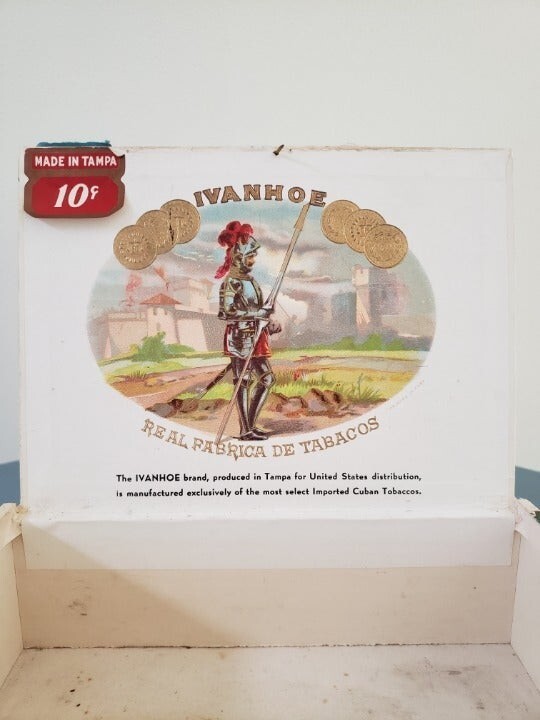 MADE IN TAMPA
10¢
IVANHOE
REAL FABRICA DE TABACOS
The IVANHOE brand, produced in Tampa for United States distribution,
is manufactured exclusively of the most select Imported Cuban Tobaccos.